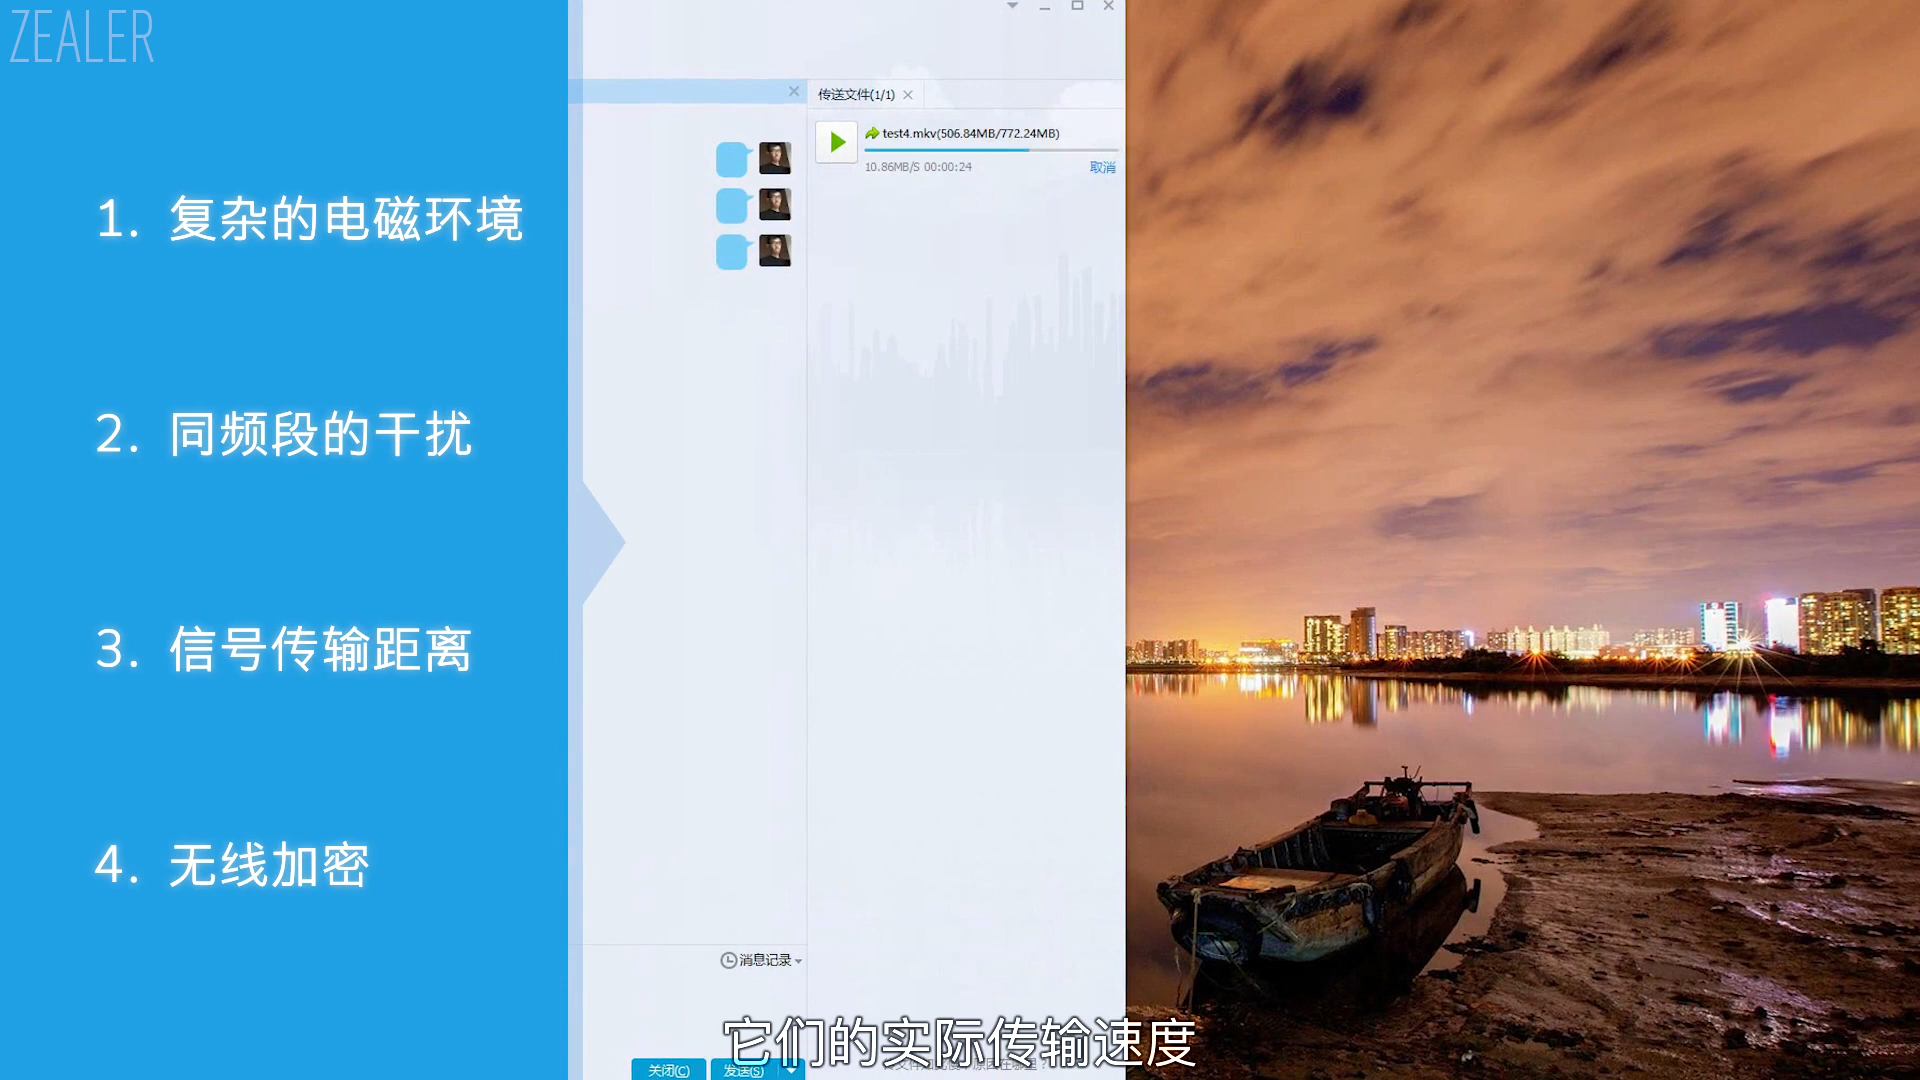 ZEALER
1. 复杂的电磁环境
2. 同频段的干扰
3. 信号传输距离
4. 无线加密
传送文件(1/1)
test4.mkv(506.84MB/772.24MB)
10.86MB/S 00:00:24
取消
消息记录
关闭(C)
发送(S)
它们的实际传输速度